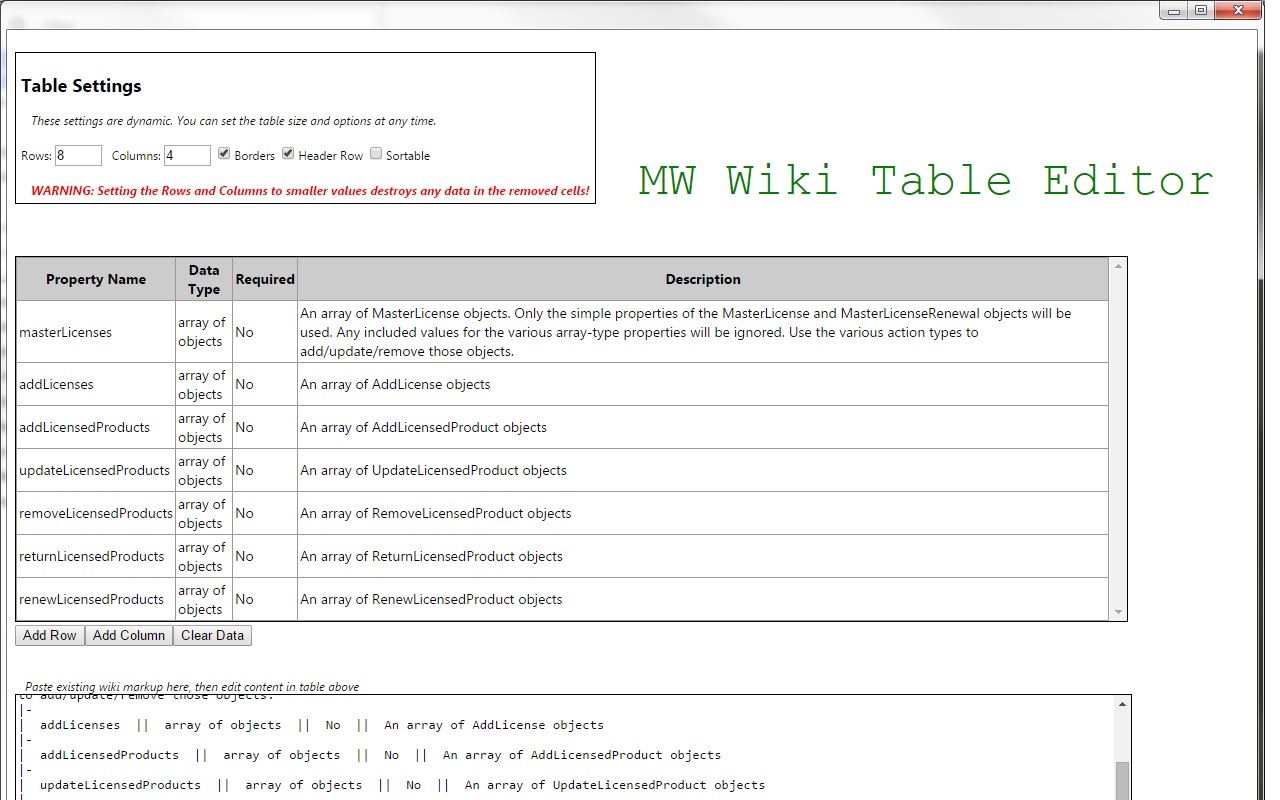 Table Settings
These settings are dynamic. You can set the table size and options at any time.
Rows: 8 Columns: 4 Borders Header Row Sortable
WARNING: Setting the Rows and Columns to smaller values destroys any data in the removed cells!
MW Wiki Table Editor
Property Name Data Type Required Description
masterLicenses array of objects No An array of MasterLicense objects. Only the simple properties of the MasterLicense and MasterLicenseRenewal objects will be
used. Any included values for the various array-type properties will be ignored. Use the various action types to
add/update/remove those objects.
addLicenses array of objects No An array of AddLicense objects
addLicensedProducts array of objects No An array of AddLicensedProduct objects
updateLicensedProducts array of objects No An array of UpdateLicensedProduct objects
removeLicensedProducts array of objects No An array of RemoveLicensedProduct objects
returnLicensedProducts array of objects No An array of ReturnLicensedProduct objects
renewLicensedProducts array of objects No An array of RenewLicensedProduct objects
Add Row Add Column Clear Data
Paste existing wiki markup here, then edit content in table above
to add/update/remove those objects.
|-
| addLicenses || array of objects || No || An array of AddLicense objects
|-
| addLicensedProducts || array of objects || No || An array of AddLicensedProduct objects
|-
| updateLicensedProducts || array of objects || No || An array of UpdateLicensedProduct objects